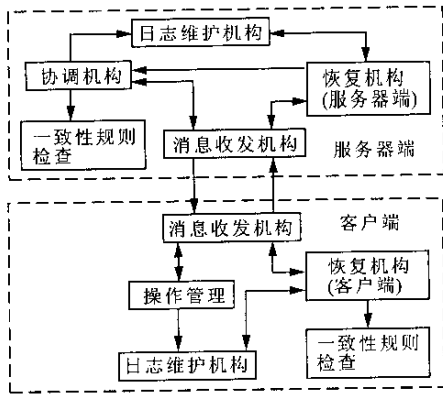 日志维护机构
协调机构
恢复机构
(服务器端)
一致性规则
检查
消息收发机构
服务器端
消息收发机构
客户端
恢复机构
(客户端)
操作管理
日志维护机构
一致性规则
检查